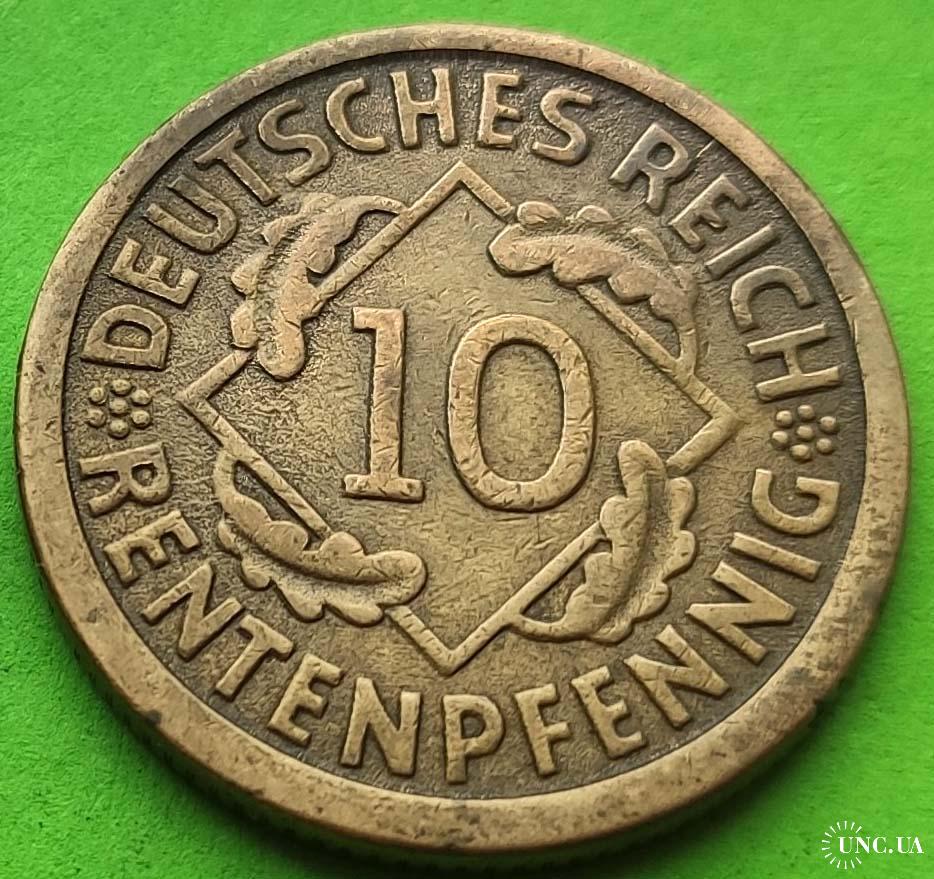 DEUTSCHES REICH
10
RENTENPFENNIG
UNC.UA